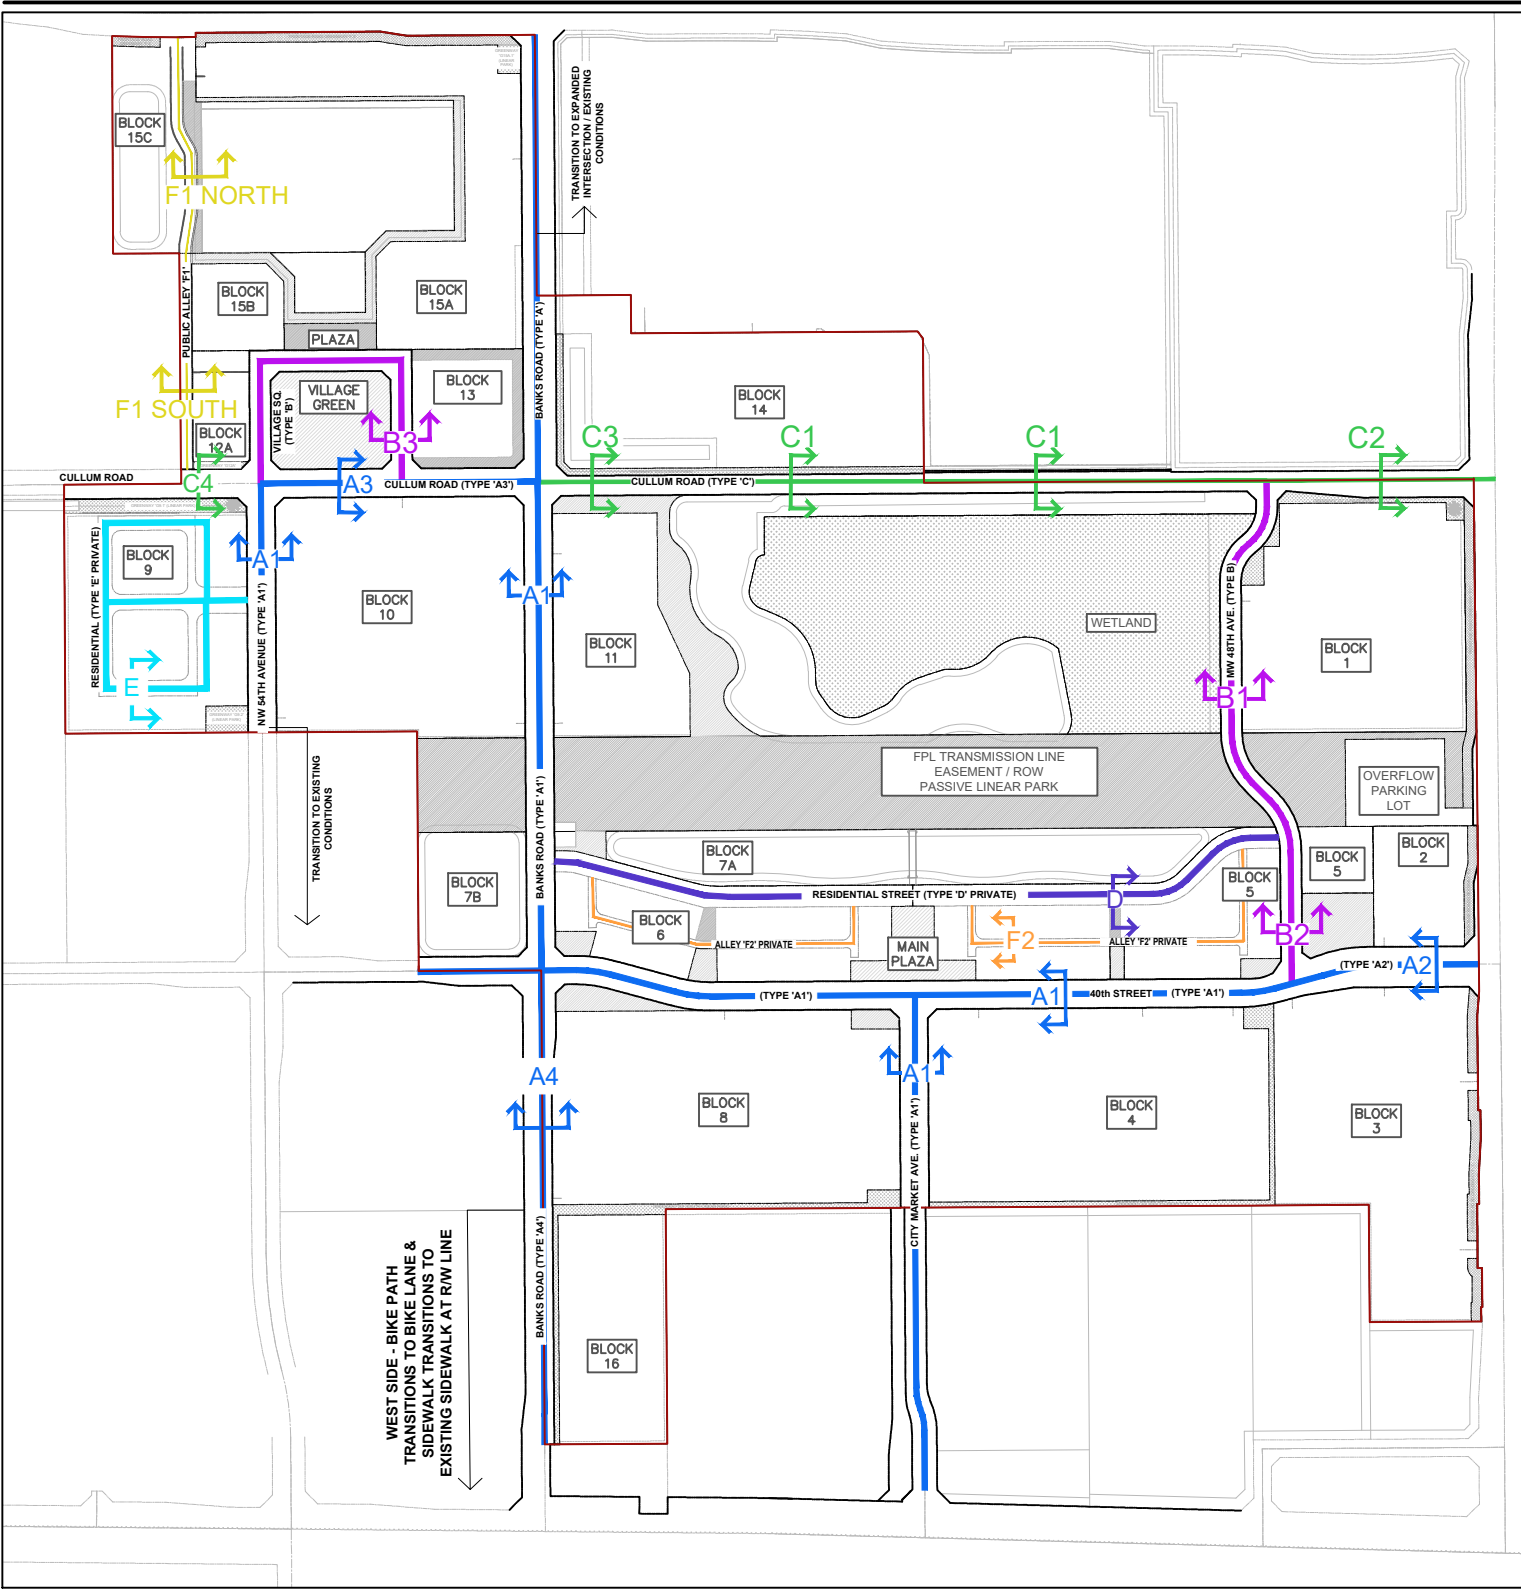 BLOCK
15C
F1 NORTH
TRANSITION TO EXPANDED
INTERSECTION / EXISTING
CONDITIONS
PUBLIC ALLEY 'F1'
BLOCK
15B
BLOCK
15A
BANKS ROAD (TYPE 'A')
PLAZA
VILLAGE
GREEN
BLOCK
13
VILLAGE SQ.
(TYPE 'B')
BLOCK
14
F1 SOUTH
BLOCK
12A
B3
C3
C1
C1
C2
CULLUM ROAD
C4
A3
CULLUM ROAD (TYPE 'A3')
CULLUM ROAD (TYPE 'C')
BLOCK
9
A1
RESIDENTIAL (TYPE 'E' PRIVATE)
NW 54TH AVENUE (TYPE 'A1')
BLOCK
10
A1
BLOCK
11
WETLAND
MW 48TH AVE. (TYPE B)
BLOCK
1
E
B1
TRANSITION TO EXISTING
CONDITIONS
FPL TRANSMISSION LINE
EASEMENT / ROW
PASSIVE LINEAR PARK
OVERFLOW
PARKING
LOT
BANKS ROAD (TYPE 'A1')
BLOCK
7B
BLOCK
7A
BLOCK
5
BLOCK
5
BLOCK
2
RESIDENTIAL STREET (TYPE 'D' PRIVATE)
D
BLOCK
6
ALLEY 'F2' PRIVATE
MAIN
PLAZA
F2
ALLEY 'F2' PRIVATE
B2
(TYPE 'A2')
A2
(TYPE 'A1')
A1
40th STREET
(TYPE 'A1')
A4
A1
BLOCK
8
BLOCK
4
BLOCK
3
CITY MARKET AVE. (TYPE 'A1')
BANKS ROAD (TYPE 'A4')
WEST SIDE - BIKE PATH
TRANSITIONS TO BIKE LANE &
SIDEWALK TRANSITIONS TO
EXISTING SIDEWALK AT R/W LINE
BLOCK
16